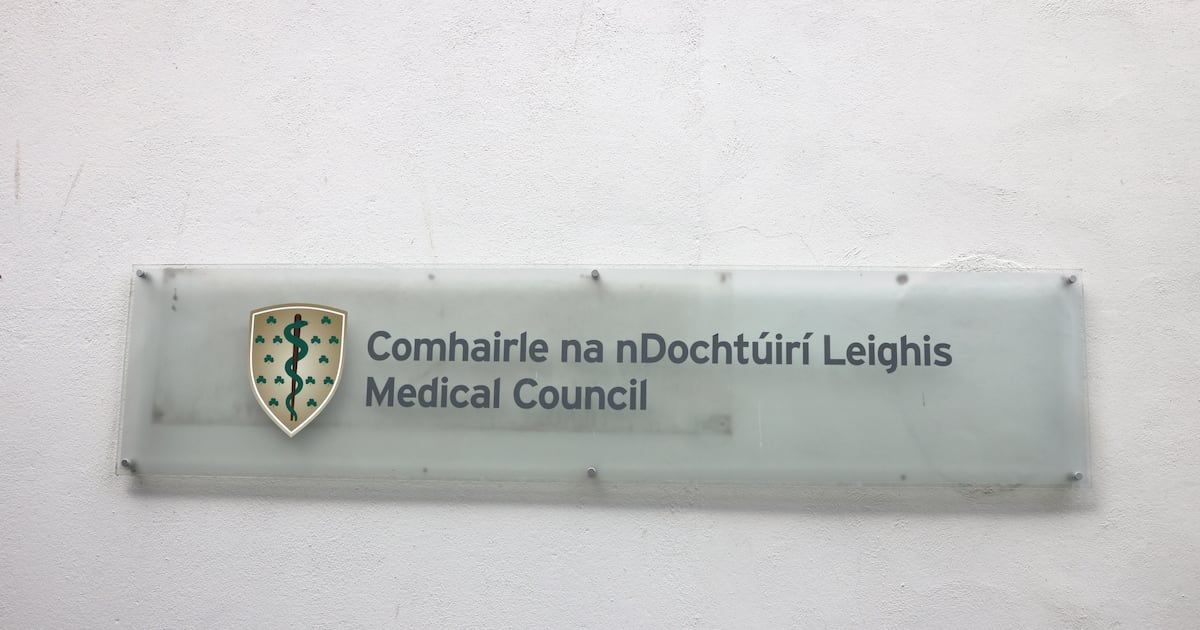 Comhairle na nDochtúirí Leighis
Medical Council